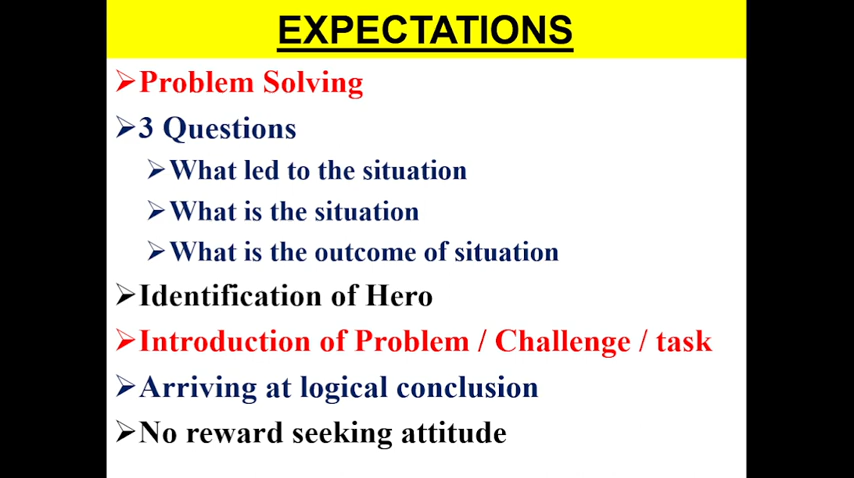 EXPECTATIONS
Problem Solving
3 Questions
What led to the situation
What is the situation
What is the outcome of situation
Identification of Hero
Introduction of Problem / Challenge / task
Arriving at logical conclusion
No reward seeking attitude